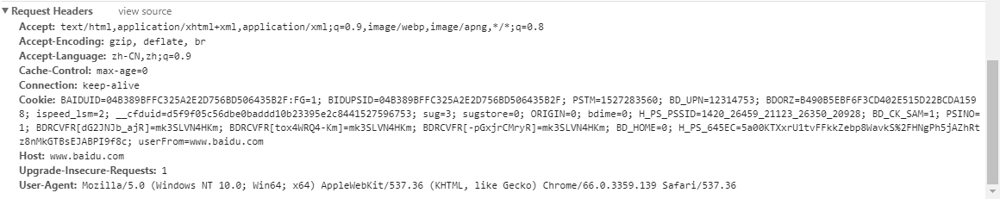 Request Headers view source
Accept: text/html,application/xhtml+xml,application/xml;q=0.9,image/webp,image/apng,*/*;q=0.8
Accept-Encoding: gzip, deflate, br
Accept-Language: zh-CN,zh;q=0.9
Cache-Control: max-age=0
Connection: keep-alive
Cookie: BAIDUID=04B389BFFC325A2E2D756BD506435B2F:FG=1; BIDUPSID=04B389BFFC325A2E2D756BD506435B2F; PSTM=1527283560; BD_UPN=12314753; BDORZ=B490B5EBF6F3CD402E515D22BCDA159
8; ispeed_lsm=2; __cfduid=d5f9f05c56dbe0baddd10b23395e2c8441527596753; sug=3; sugstore=0; ORIGIN=0; bdime=0; H_PS_PSSID=1420_26459_21123_26350_20928; BD_CK_SAM=1; PSINO=
1; BDRCVFR[dG2JNJb_ajR]=mk3SLVN4HKm; BDRCVFR[tox4WRQ4-Km]=mk3SLVN4HKm; BDRCVFR[-pGxjrCMryR]=mk3SLVN4HKm; BD_HOME=0; H_PS_645EC=5a00KTXxrU1tvFFkkZebp8WavkS%2FHNgPh5jAZhRt
z8nMkGTBsEJABPI9f8c; userFrom=www.baidu.com
Host: www.baidu.com
Upgrade-Insecure-Requests: 1
User-Agent: Mozilla/5.0 (Windows NT 10.0; Win64; x64) AppleWebKit/537.36 (KHTML, like Gecko) Chrome/66.0.3359.139 Safari/537.36